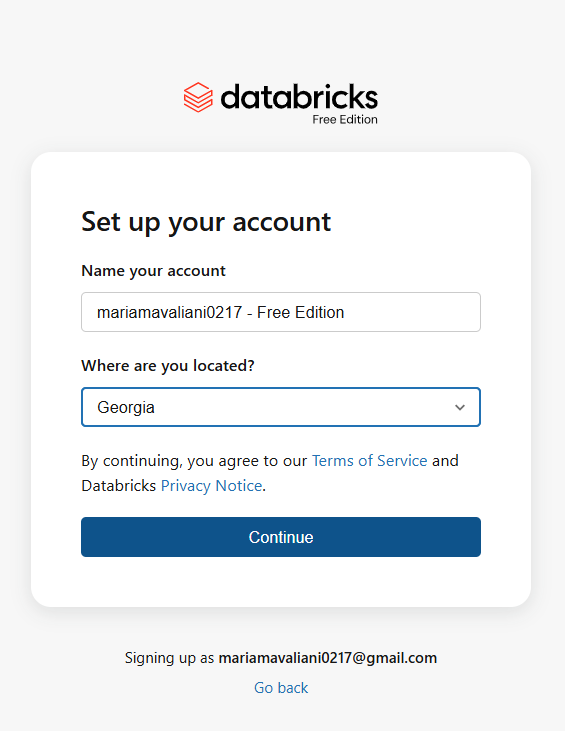 databricks
Free Edition
Set up your account
Name your account
mariamavaliani0217 - Free Edition
Where are you located?
Georgia
By continuing, you agree to our Terms of Service and
Databricks Privacy Notice.
Continue
Signing up as mariamavaliani0217@gmail.com
Go back